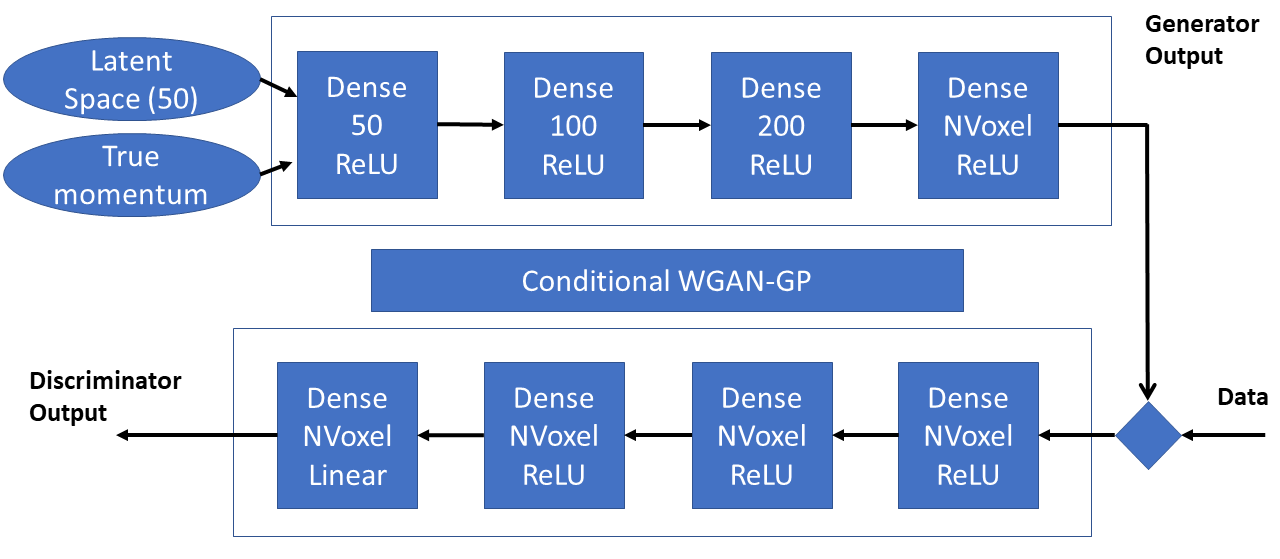 Latent
Space (50)
True
momentum
Dense
50
ReLU
Dense
100
ReLU
Dense
200
ReLU
Dense
NVoxel
ReLU
Generator
Output
Conditional WGAN-GP
Discriminator
Output
Dense
NVoxel
Linear
Dense
NVoxel
ReLU
Dense
NVoxel
ReLU
Dense
NVoxel
ReLU
Data